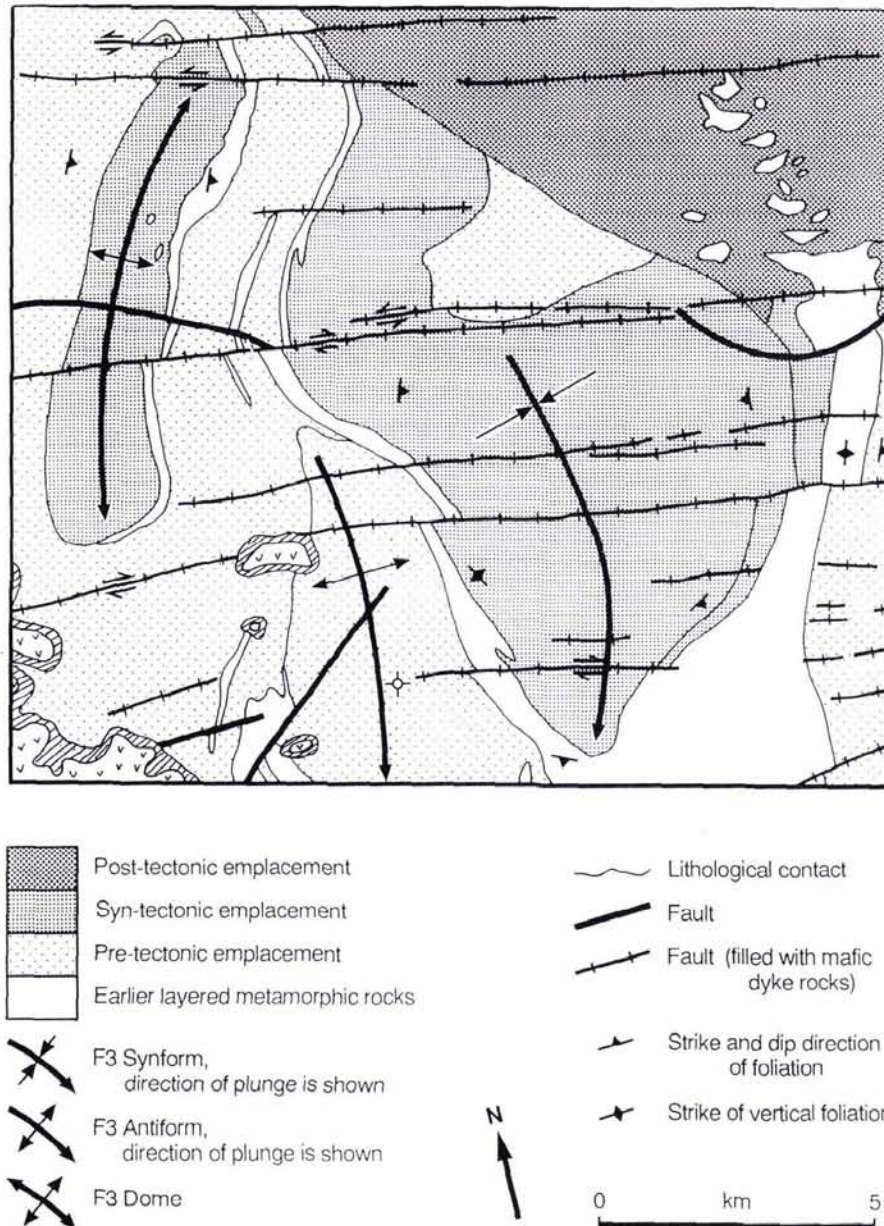 Post-tectonic emplacement
Syn-tectonic emplacement
Pre-tectonic emplacement
Earlier layered metamorphic rocks
F3 Synform,
direction of plunge is shown
F3 Antiform,
direction of plunge is shown
F3 Dome
Lithological contact
Fault
Fault (filled with mafic
dyke rocks)
Strike and dip direction
of foliation
Strike of vertical foliation
N
0 km 5